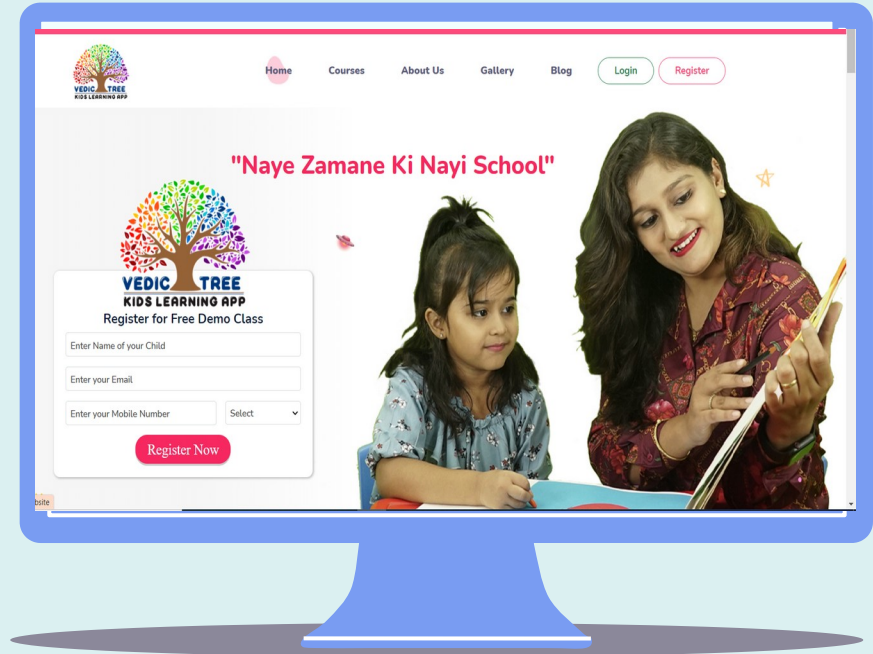 VEDIC TREE
KIDS LEARNING APP
Home
Courses
About Us
Gallery
Blog
Login
Register
"Naye Zamane Ki Nayi School"
VEDIC TREE
KIDS LEARNING APP
Register for Free Demo Class
Enter Name of your Child
Enter your Email
Enter your Mobile Number
Select
Register Now
bsite